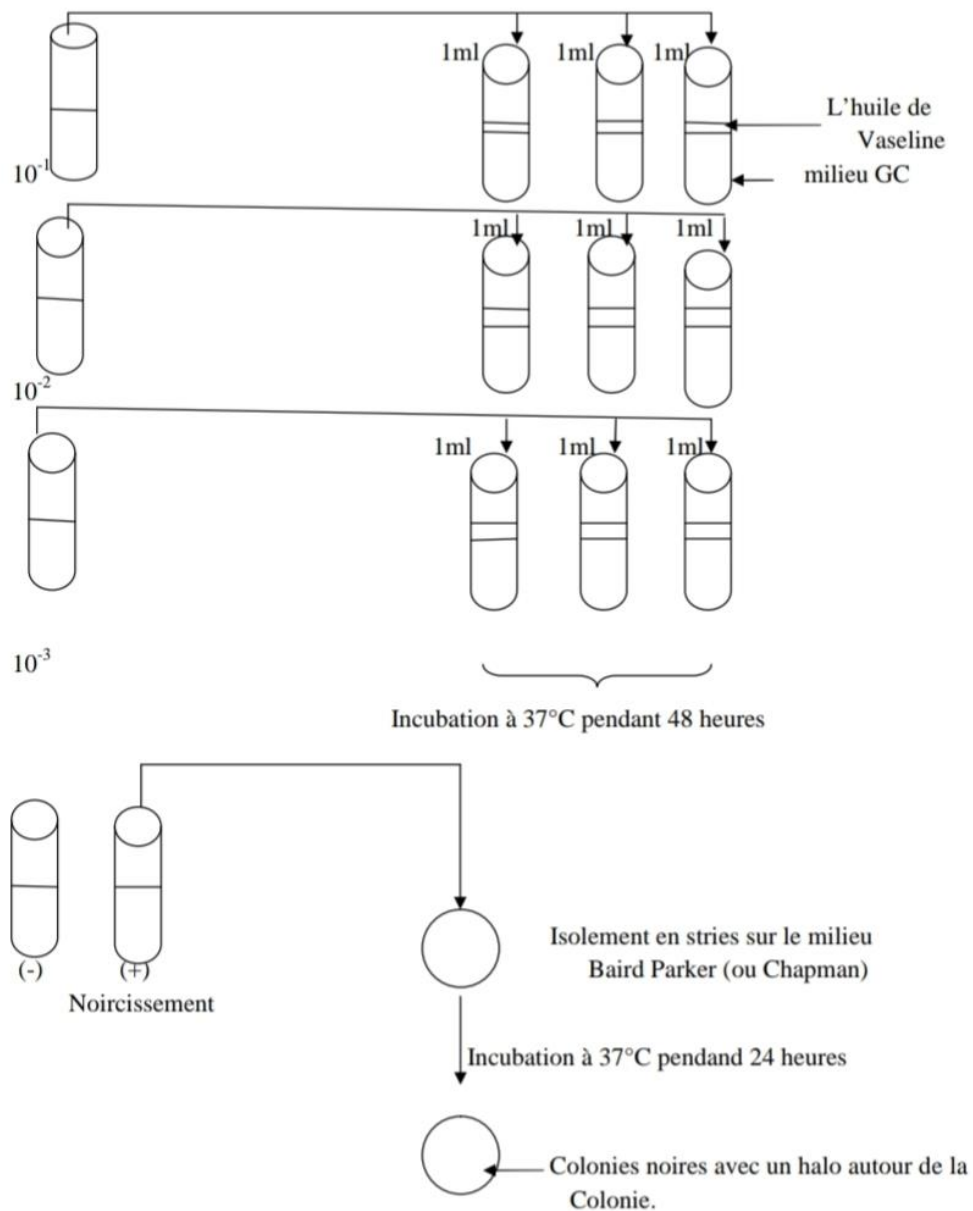 1ml 1ml 1ml
L’huile de
Vaseline
10⁻¹
milieu GC
1ml 1ml 1ml
10⁻²
1ml 1ml 1ml
10⁻³
Incubation à 37°C pendant 48 heures
Isolement en stries sur le milieu
Baird Parker (ou Chapman)
(-) (+)
Noircissement
Incubation à 37°C pendand 24 heures
Colonies noires avec un halo autour de la
Colonie.